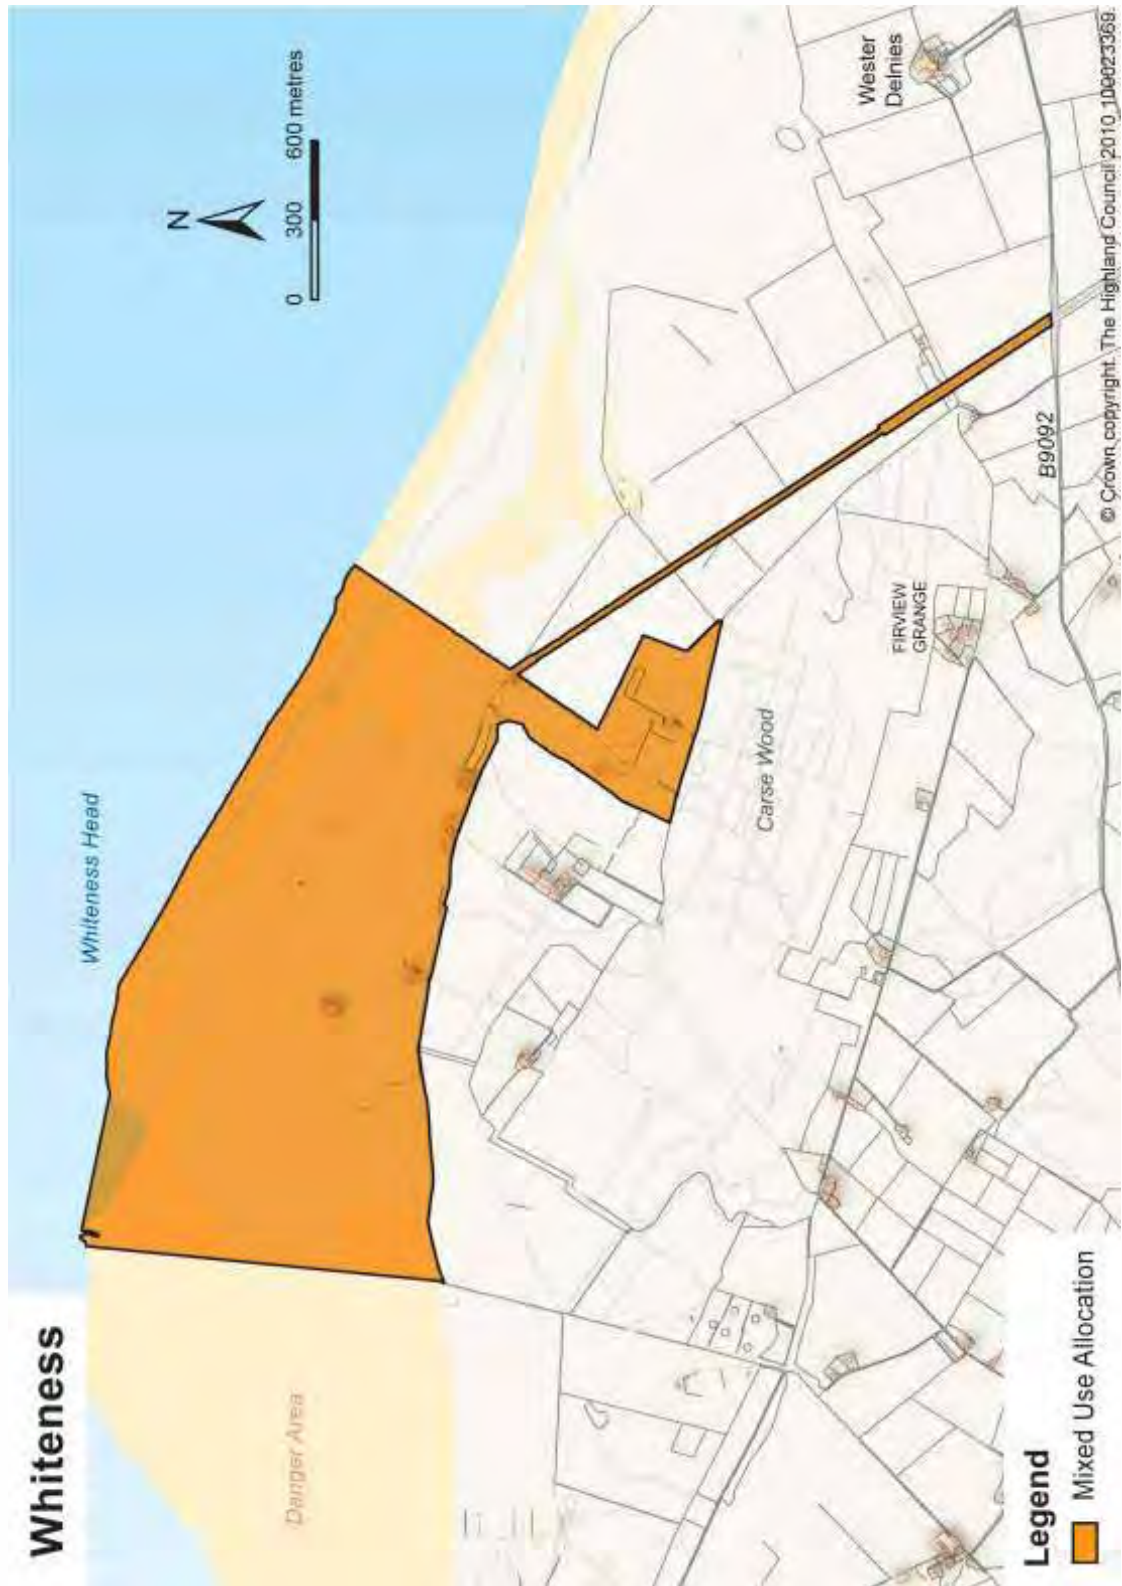 Whiteness
N
0 300 600 metres
Whiteness Head
Wester
Delnies
Danger Area
Carse Wood
FIRVIEW
GRANGE
B9092
Legend
Mixed Use Allocation
© Crown copyright. The Highland Council 2010 100023369.